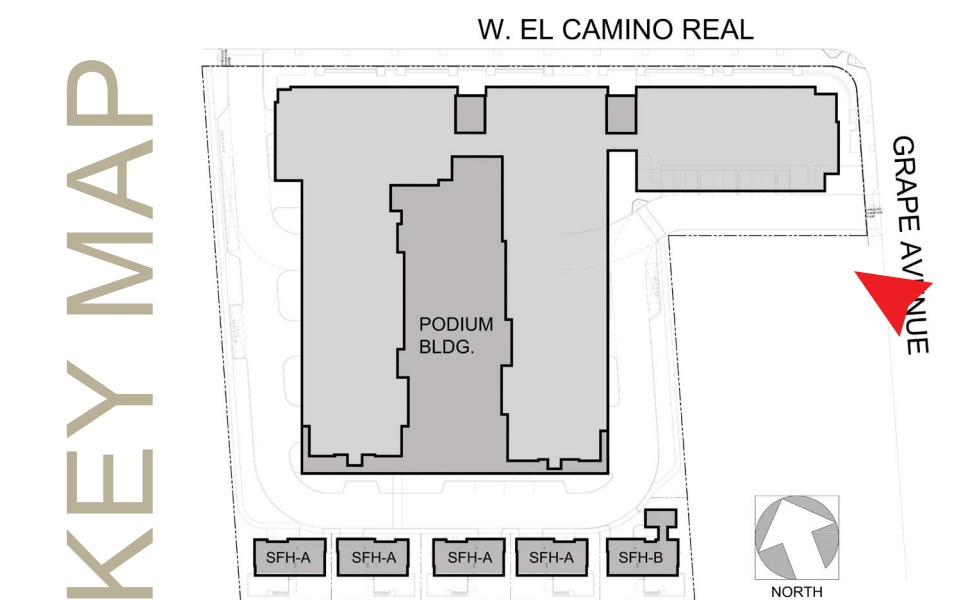 KEY MAP
W. EL CAMINO REAL
GRAPE AVENUE
PODIUM
BLDG.
SFH-A
SFH-A
SFH-A
SFH-A
SFH-B
NORTH